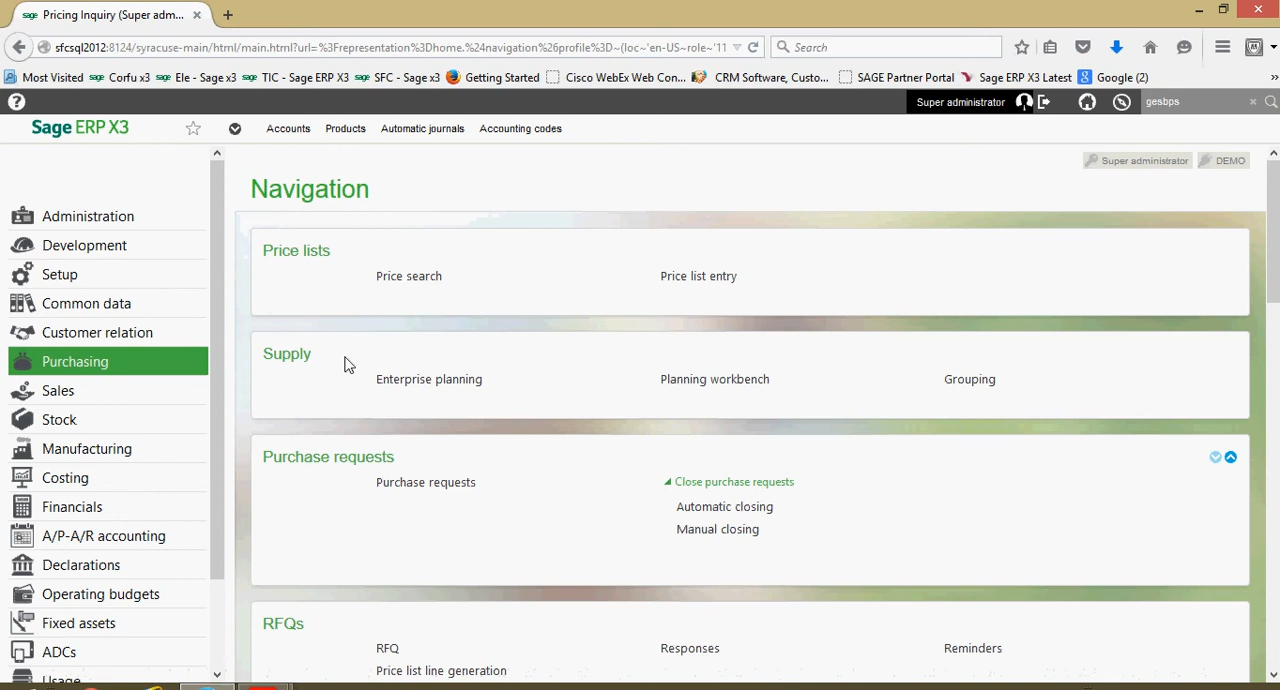 Pricing Inquiry (Super adm... × +
sfcsql2012:8124/syracuse-main/html/main.html?url=%3Frepresentation%3Dhome.%24navigation%26profile%3D~(loc~'en-US~role~'11 Search
Most Visited sage Corfu x3 sage Ele - Sage x3 sage TIC - Sage ERP X3 sage SFC - Sage x3 Getting Started Cisco WebEx Web Con... CRM Software, Custo... SAGE Partner Portal Sage ERP X3 Latest Google (2) »
? Super administrator gesbps ×
Sage ERP X3 Accounts Products Automatic journals Accounting codes
Super administrator DEMO
Navigation
Administration
Development
Setup
Common data
Customer relation
Purchasing
Sales
Stock
Manufacturing
Costing
Financials
A/P-A/R accounting
Declarations
Operating budgets
Fixed assets
ADCs
Usage
Price lists
Price search Price list entry
Supply
Enterprise planning Planning workbench Grouping
Purchase requests
Purchase requests Close purchase requests
Automatic closing
Manual closing
RFQs
RFQ Responses Reminders
Price list line generation